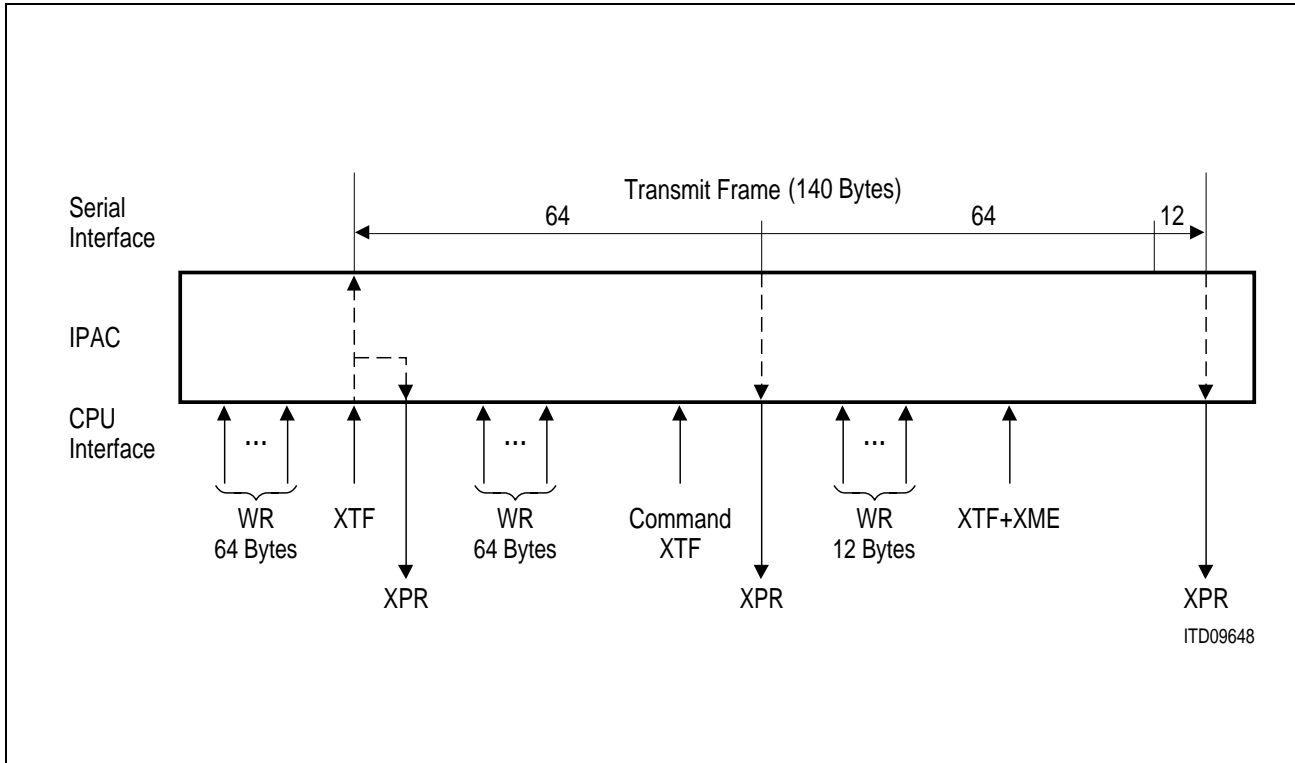 Transmit Frame (140 Bytes)
Serial
Interface
64
64
12
IPAC
CPU
Interface
...
...
...
WR
64 Bytes
XTF
WR
64 Bytes
Command
XTF
WR
12 Bytes
XTF+XME
XPR
XPR
XPR
ITD09648